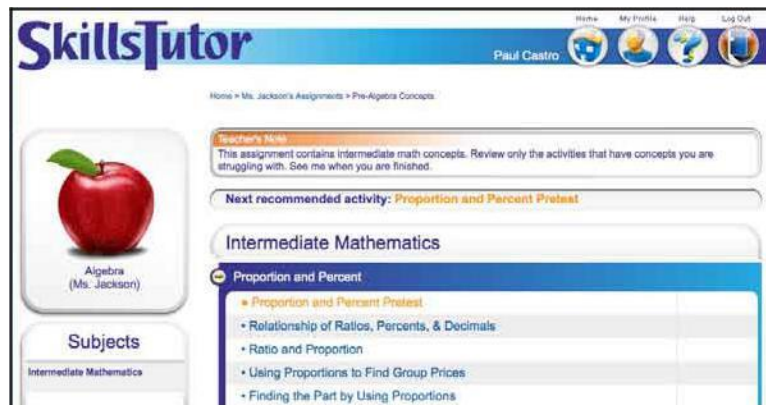 Home My Profile Help Log Out
SkillsTutor
Paul Castro
Home > Ms. Jackson's Assignments > Pre-Algebra Concepts
Teacher's Note
This assignment contains intermediate math concepts. Review only the activities that have concepts you are
struggling with. See me when you are finished.
Next recommended activity: Proportion and Percent Pretest
Algebra
(Ms. Jackson)
Intermediate Mathematics
Proportion and Percent
• Proportion and Percent Pretest
• Relationship of Ratios, Percents, & Decimals
• Ratio and Proportion
• Using Proportions to Find Group Prices
• Finding the Part by Using Proportions
Subjects
Intermediate Mathematics